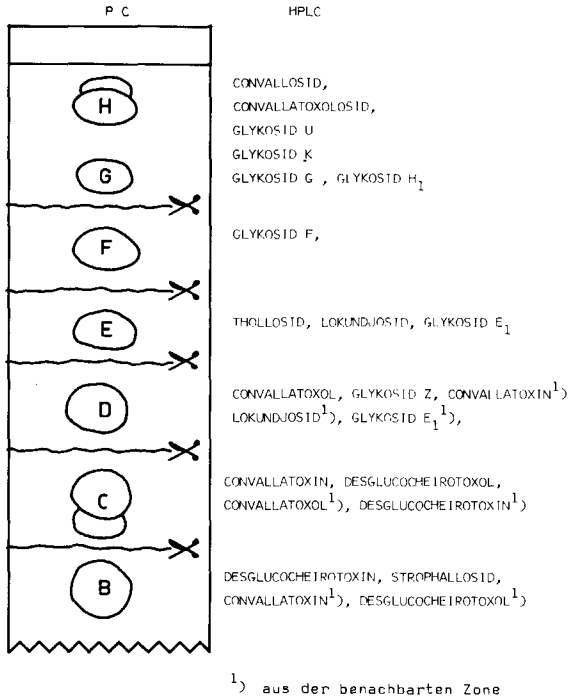 P C HPLC
CONVALLOSID,
H CONVALLATOXOLOSID,
GLYKOSID U
GLYKOSID K
G GLYKOSID G , GLYKOSID H₁
F GLYKOSID F,
E THOLLOSID, LOKUNDJOSID, GLYKOSID E₁
CONVALLATOXOL, GLYKOSID Z, CONVALLATOXIN¹)
D LOKUNDJOSID¹), GLYKOSID E₁¹),
CONVALLATOXIN, DESGLUCOCHEIROTOXOL,
C CONVALLATOXOL¹), DESGLUCOCHEIROTOXIN¹)
B DESGLUCOCHEIROTOXIN, STROPHALLOSID,
CONVALLATOXIN¹), DESGLUCOCHEIROTOXOL¹)
¹) aus der benachbarten Zone